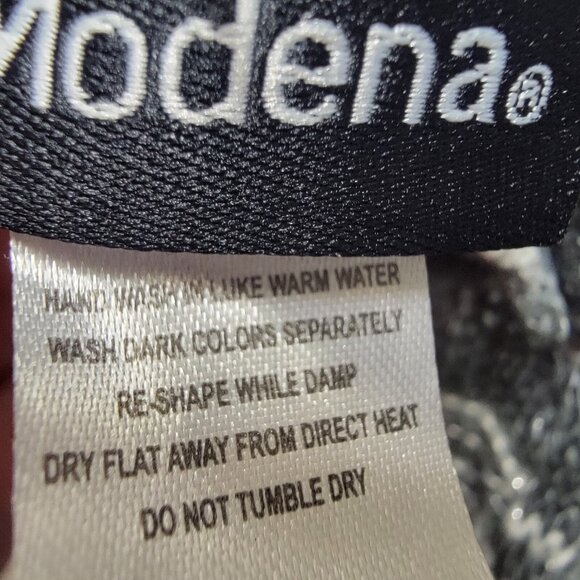 Modena®
HAND WASH IN LUKE WARM WATER
WASH DARK COLORS SEPARATELY
RE-SHAPE WHILE DAMP
DRY FLAT AWAY FROM DIRECT HEAT
DO NOT TUMBLE DRY